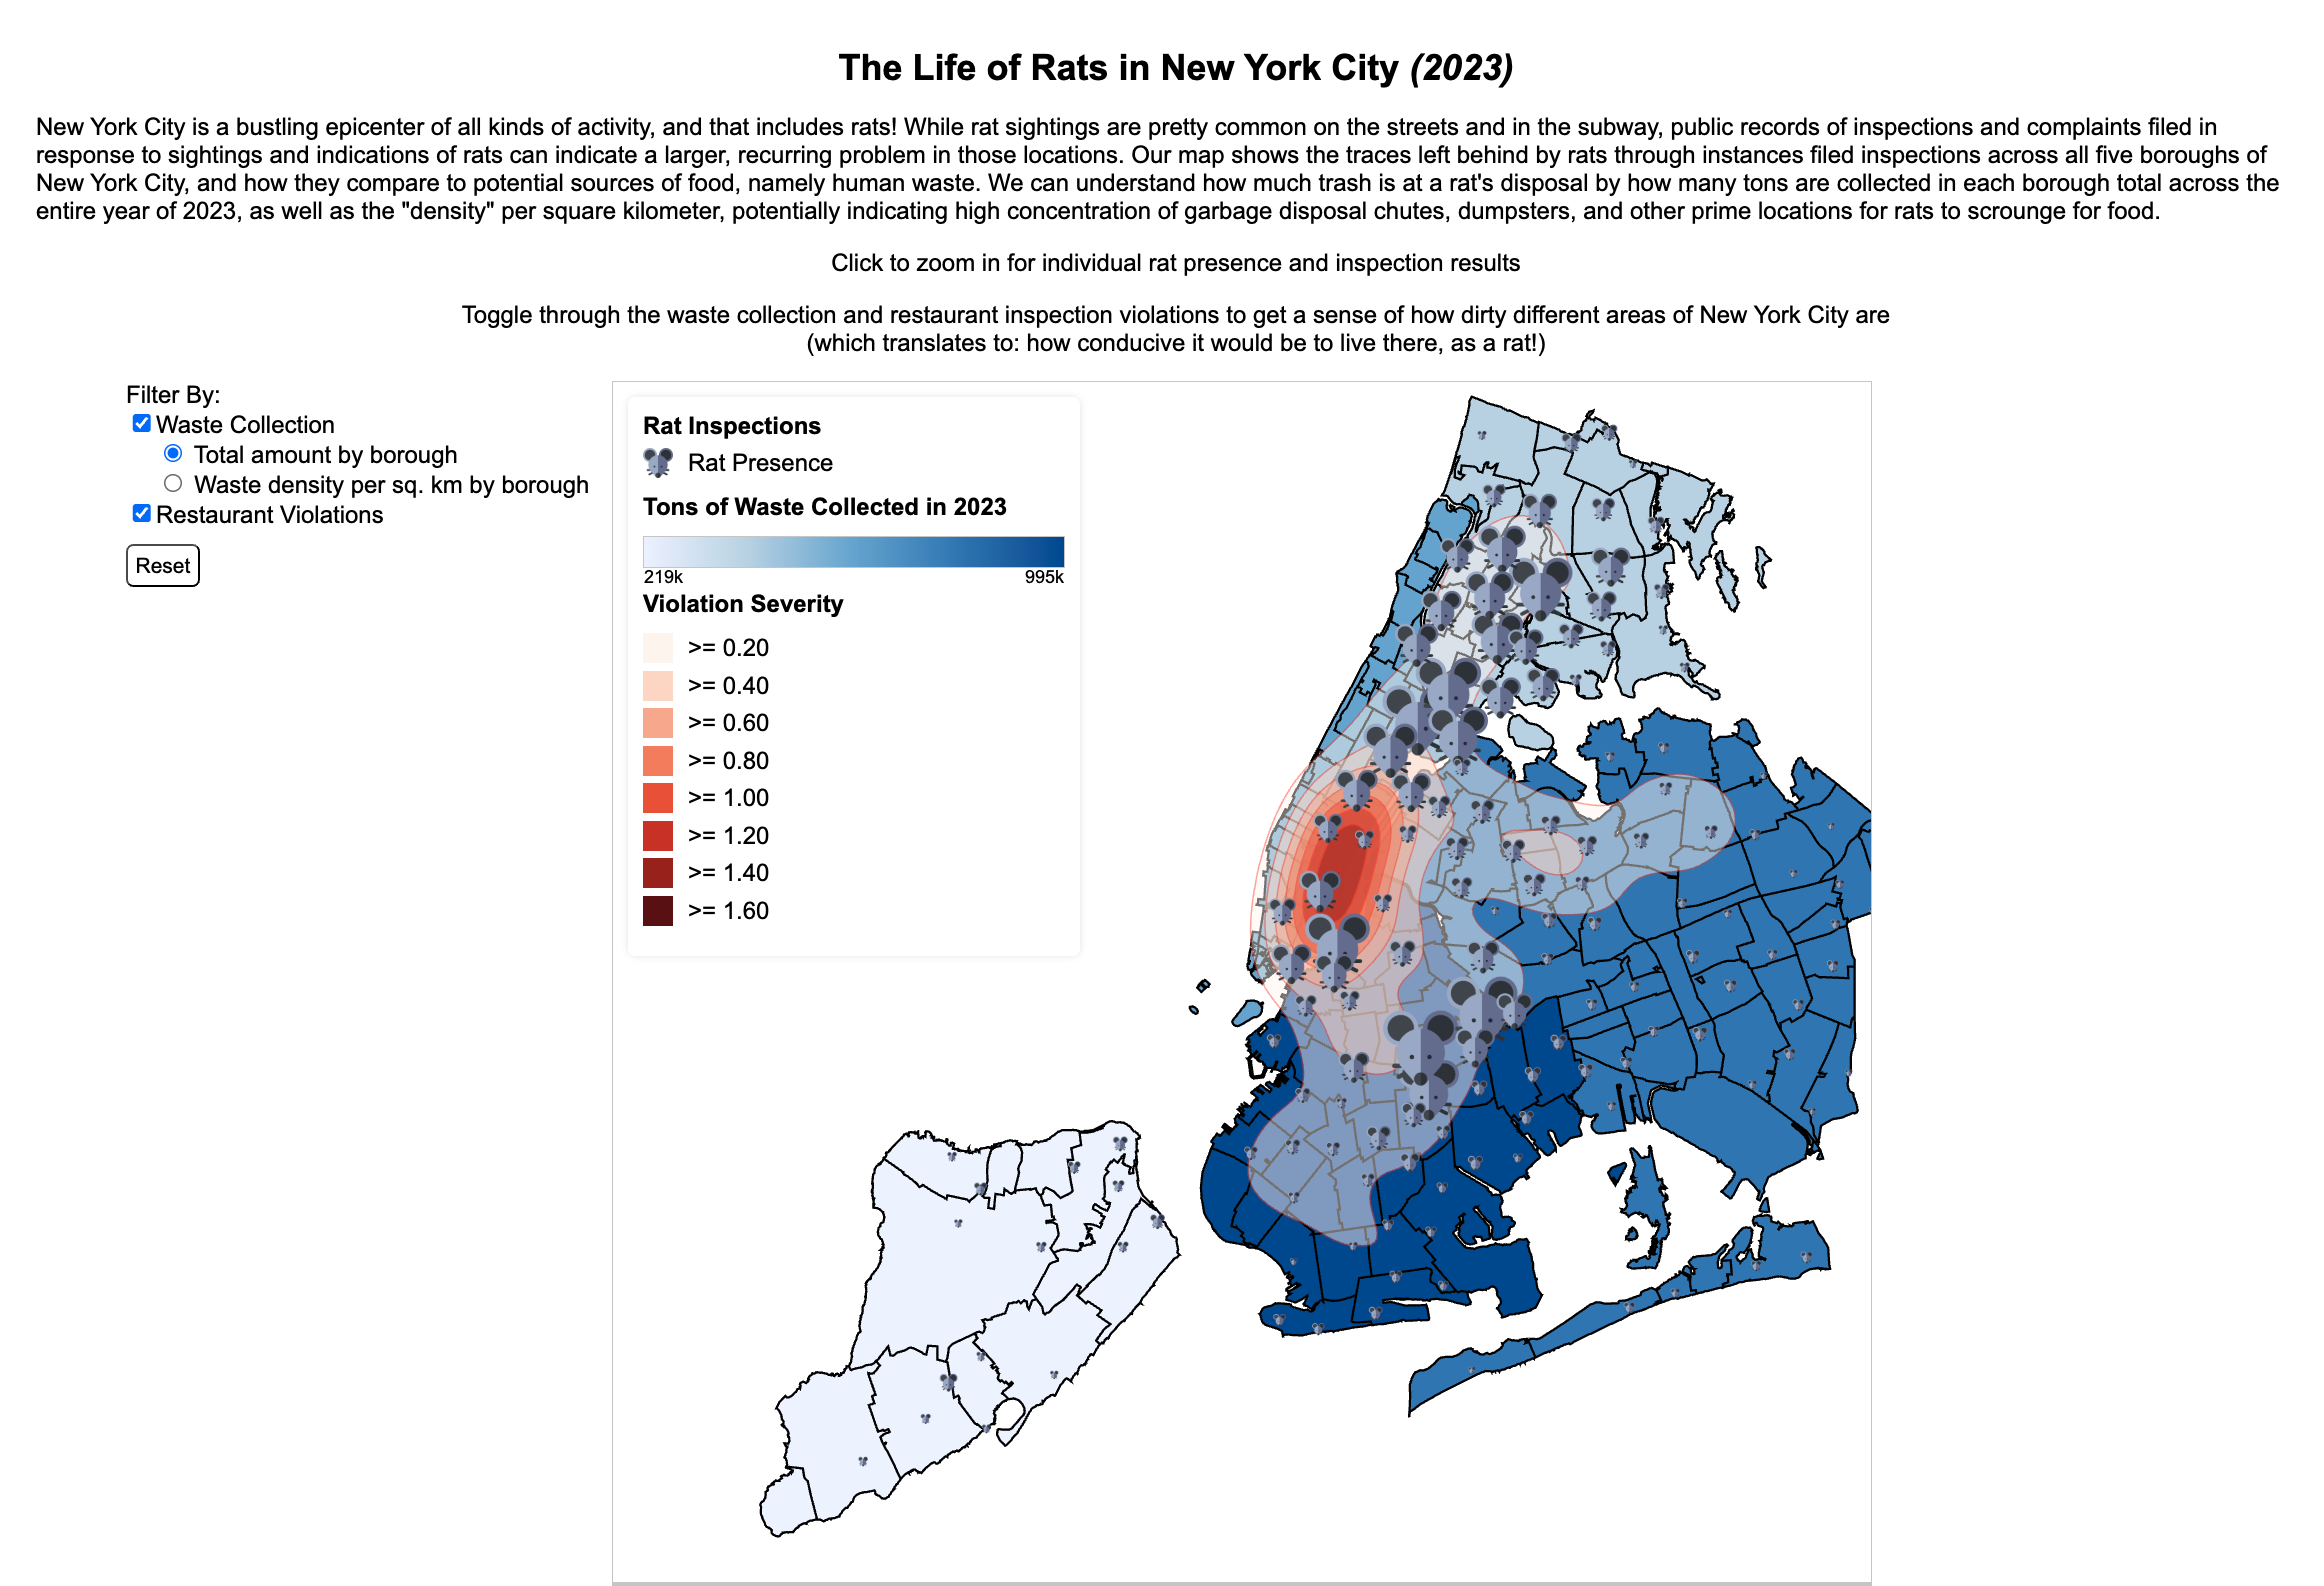 The Life of Rats in New York City (2023)
New York City is a bustling epicenter of all kinds of activity, and that includes rats! While rat sightings are pretty common on the streets and in the subway, public records of inspections and complaints filed in
response to sightings and indications of rats can indicate a larger, recurring problem in those locations. Our map shows the traces left behind by rats through instances filed inspections across all five boroughs of
New York City, and how they compare to potential sources of food, namely human waste. We can understand how much trash is at a rat's disposal by how many tons are collected in each borough total across the
entire year of 2023, as well as the "density" per square kilometer, potentially indicating high concentration of garbage disposal chutes, dumpsters, and other prime locations for rats to scrounge for food.
Click to zoom in for individual rat presence and inspection results
Toggle through the waste collection and restaurant inspection violations to get a sense of how dirty different areas of New York City are
(which translates to: how conducive it would be to live there, as a rat!)
Filter By:
Waste Collection
Total amount by borough
Waste density per sq. km by borough
Restaurant Violations
Reset
Rat Inspections
Rat Presence
Tons of Waste Collected in 2023
219k 995k
Violation Severity
>= 0.20
>= 0.40
>= 0.60
>= 0.80
>= 1.00
>= 1.20
>= 1.40
>= 1.60